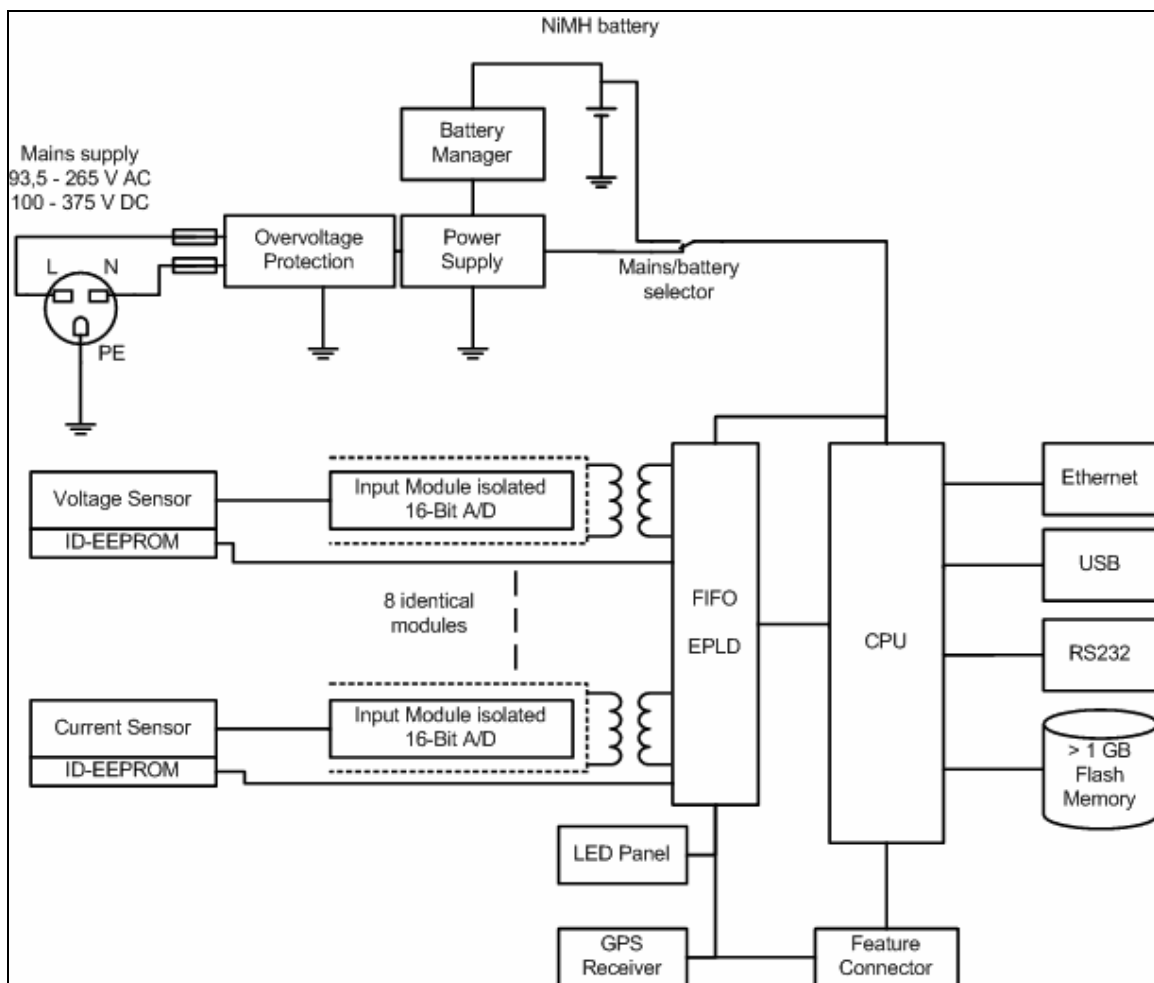 NiMH battery
Battery
Manager
Mains supply
93,5 - 265 V AC
100 - 375 V DC
L
N
PE
Overvoltage
Protection
Power
Supply
Mains/battery
selector
Voltage Sensor
ID-EEPROM
Input Module isolated
16-Bit A/D
8 identical
modules
Current Sensor
ID-EEPROM
Input Module isolated
16-Bit A/D
FIFO
EPLD
CPU
Ethernet
USB
RS232
> 1 GB
Flash
Memory
LED Panel
GPS
Receiver
Feature
Connector